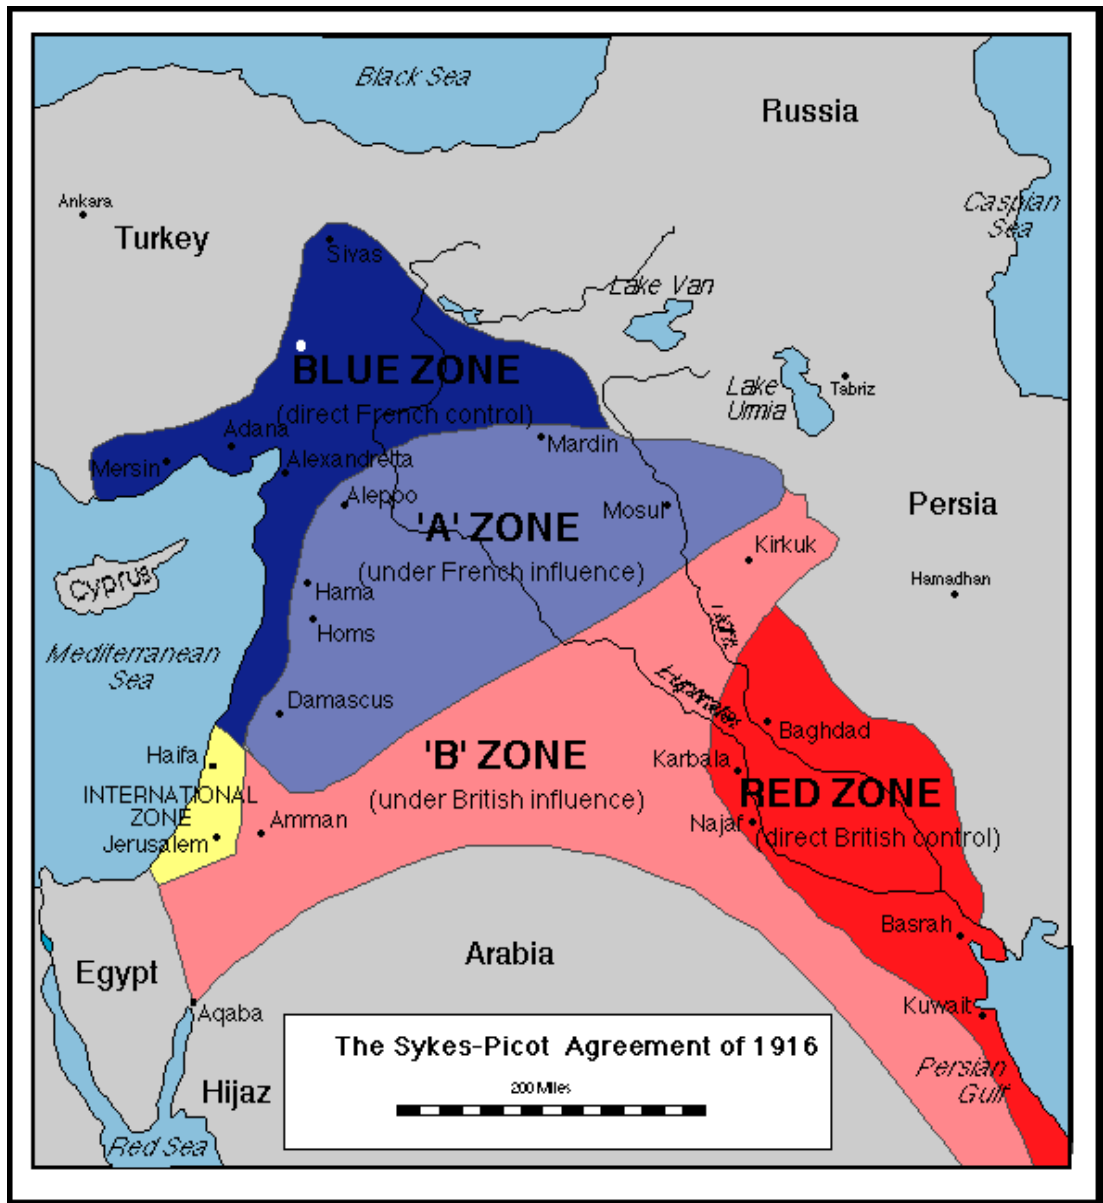 Black Sea
Russia
Caspian
Sea
Ankara
Turkey
Sivas
Lake Van
BLUE ZONE
(direct French control)
Lake
Urmia
Tabriz
Adana
Mersin
Alexandretta
Mardin
Aleppo
Mosul
Persia
'A' ZONE
(under French influence)
Kirkuk
Cyprus
Hama
Hamadhan
Homs
Tigris
Mediterranean
Sea
Euphrates
Damascus
Baghdad
Haifa
'B' ZONE
(under British influence)
Karbala
INTERNATIONAL
ZONE
RED ZONE
(direct British control)
Amman
Najaf
Jerusalem
Basrah
Egypt
Arabia
Aqaba
Kuwait
The Sykes-Picot Agreement of 1916
200 Miles
Persian
Gulf
Hijaz
Red Sea